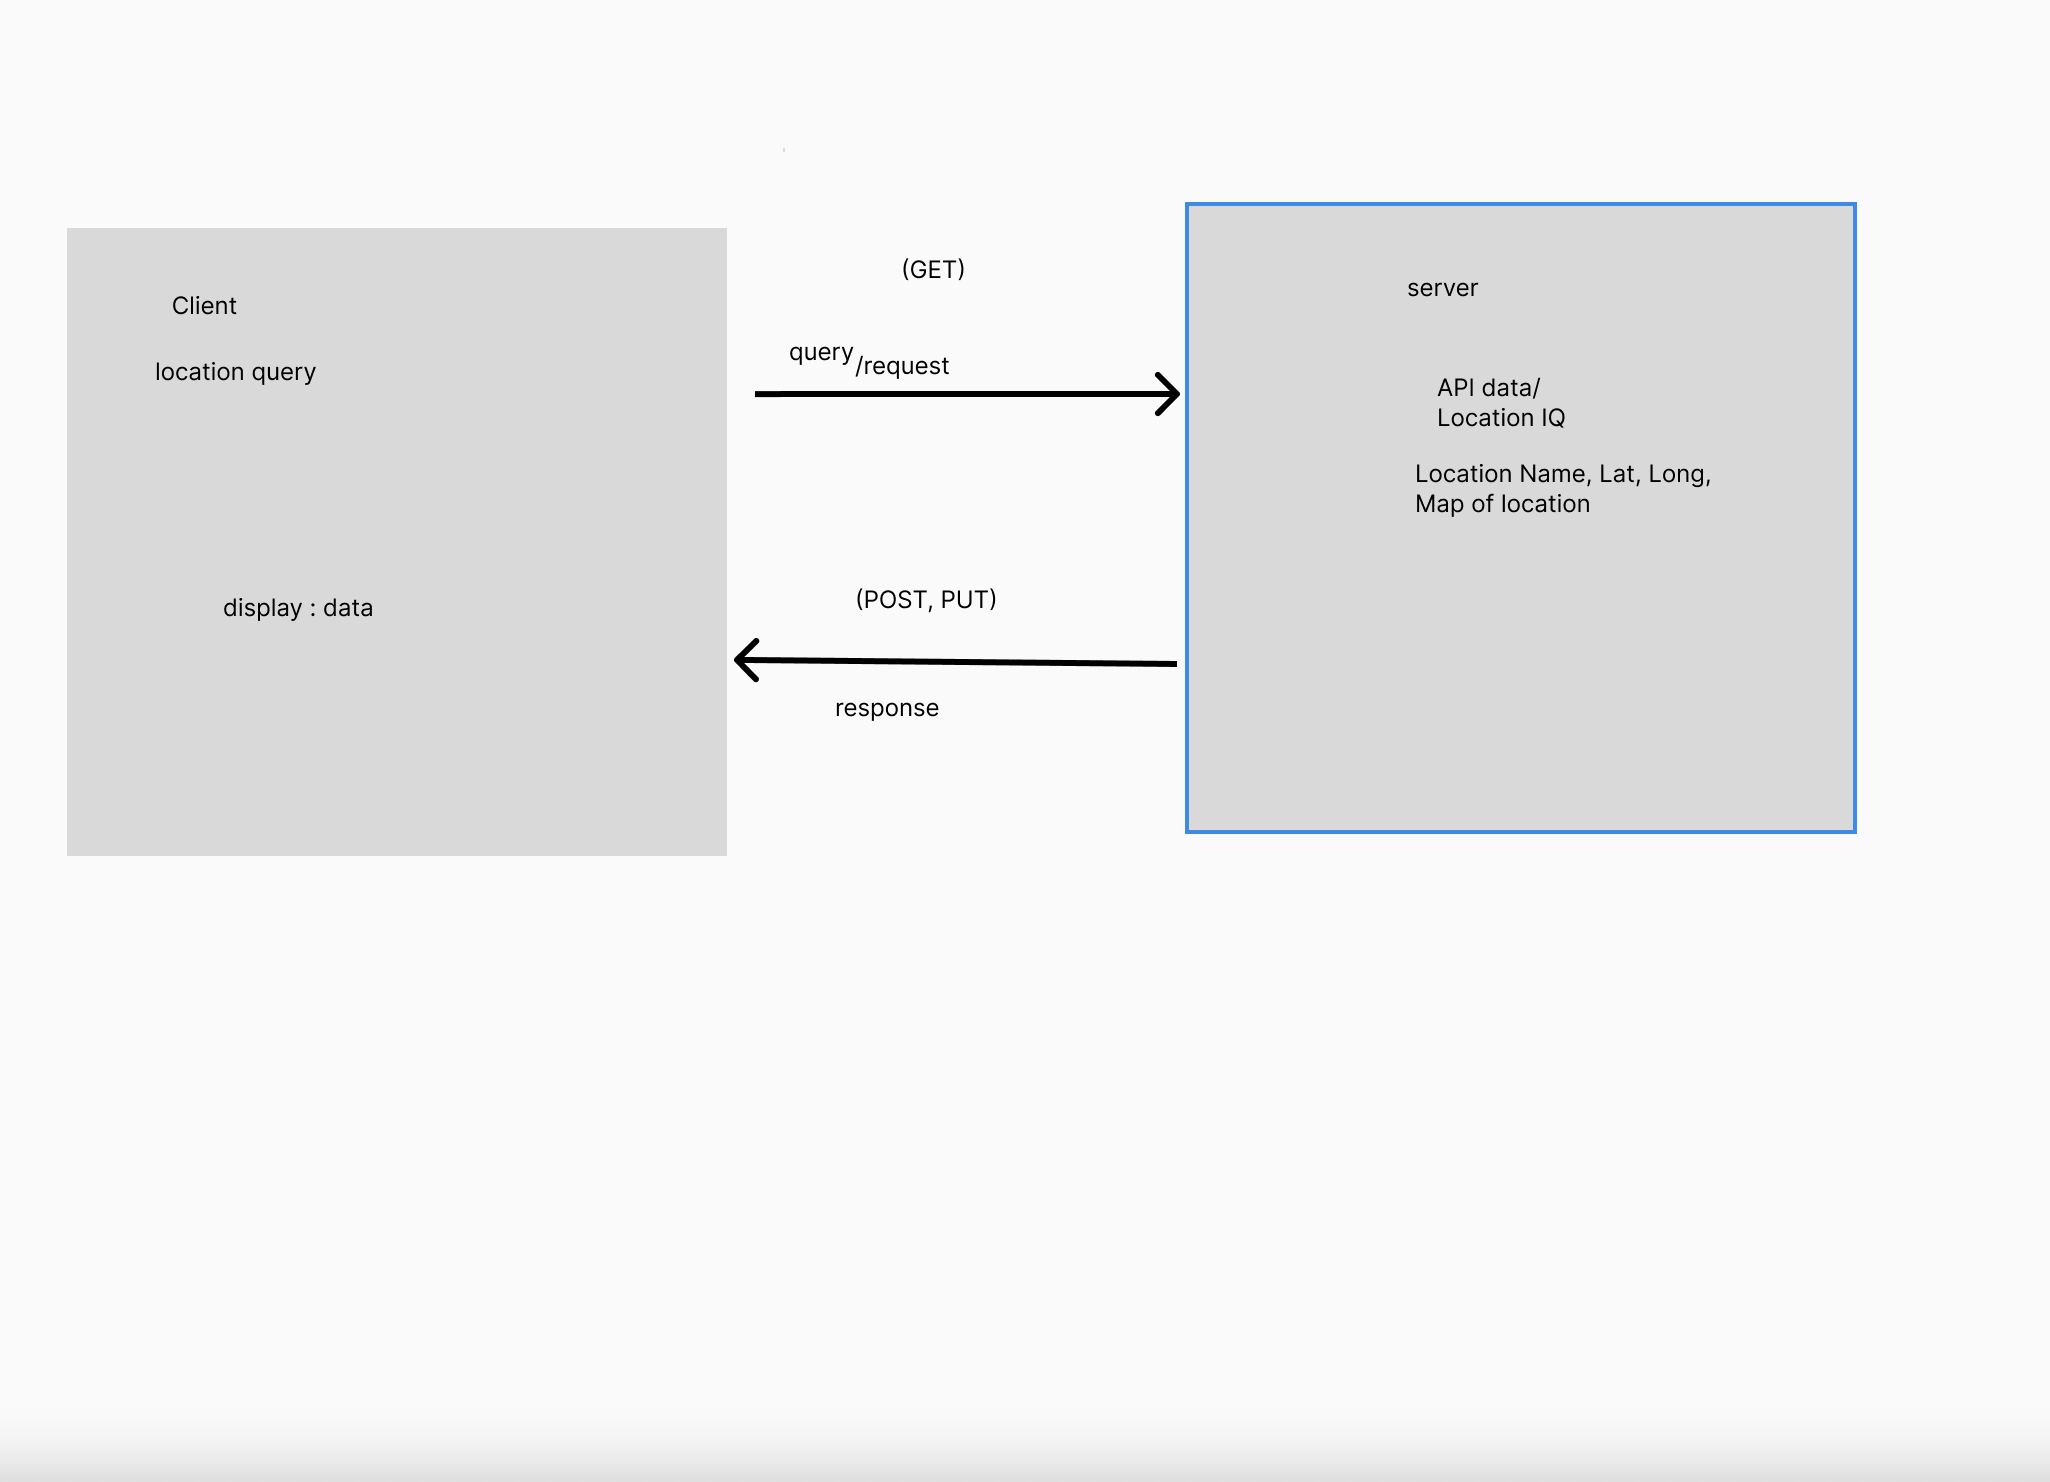 Client
location query
display : data
(GET)
query/request
(POST, PUT)
response
server
API data/
Location IQ
Location Name, Lat, Long,
Map of location